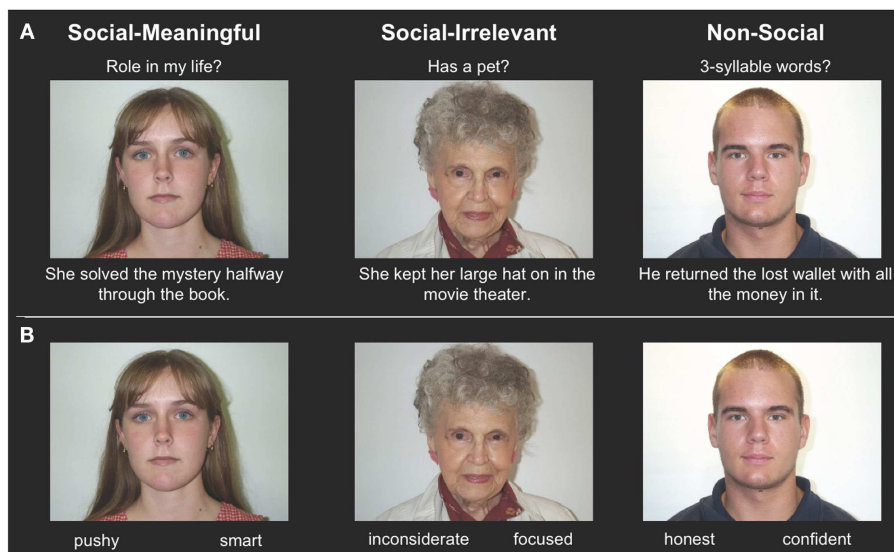 A
Social-Meaningful Social-Irrelevant Non-Social
Role in my life? Has a pet? 3-syllable words?
She solved the mystery halfway
through the book.
She kept her large hat on in the
movie theater.
He returned the lost wallet with all
the money in it.
B
pushy smart
inconsiderate focused
honest confident